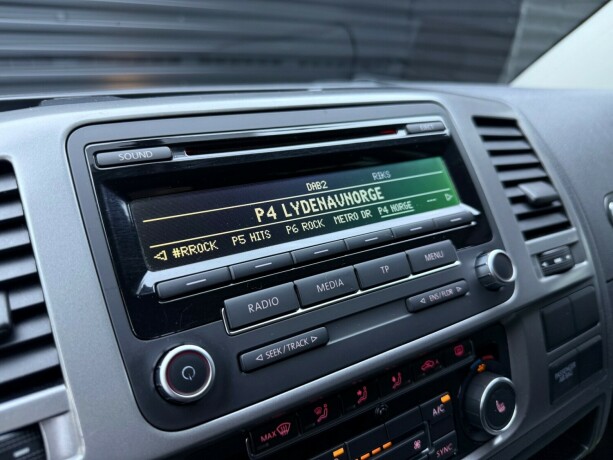 SOUND
DAB2 RIKS
P4 LYDENAVNORGE
#RROCK P5 HITS P6 ROCK METRO DR P4 NORGE ---
RADIO MEDIA TP MENU
SEEK / TRACK
MAX
A/C
SYNC